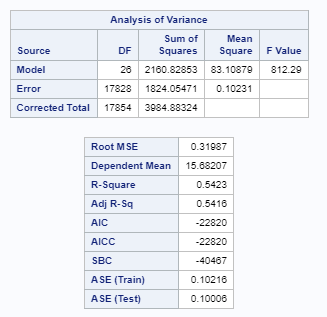 Analysis of Variance
Source DF Sum of Squares Mean Square F Value
Model 26 2160.82853 83.10879 812.29
Error 17828 1824.05471 0.10231
Corrected Total 17854 3984.88324
Root MSE 0.31987
Dependent Mean 15.68207
R-Square 0.5423
Adj R-Sq 0.5416
AIC -22820
AICC -22820
SBC -40467
ASE (Train) 0.10216
ASE (Test) 0.10006